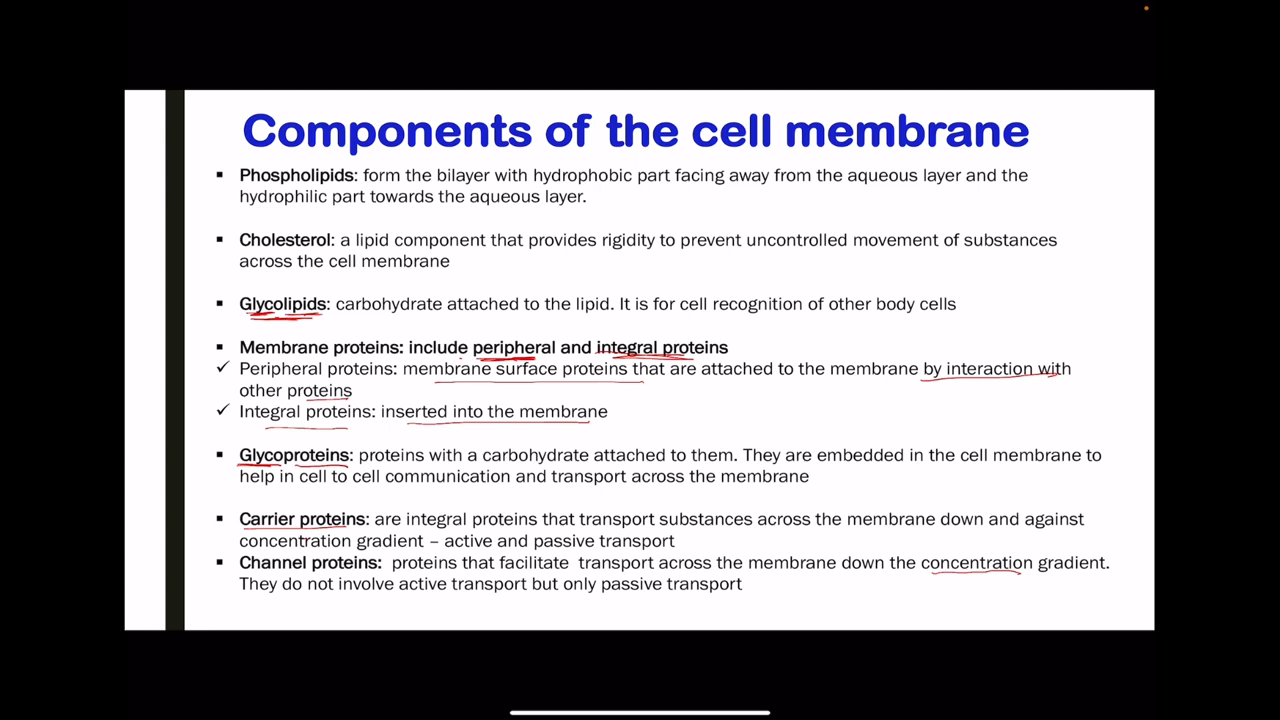 Components of the cell membrane
▪ Phospholipids: form the bilayer with hydrophobic part facing away from the aqueous layer and the
hydrophilic part towards the aqueous layer.
▪ Cholesterol: a lipid component that provides rigidity to prevent uncontrolled movement of substances
across the cell membrane
▪ Glycolipids: carbohydrate attached to the lipid. It is for cell recognition of other body cells
▪ Membrane proteins: include peripheral and integral proteins
✓ Peripheral proteins: membrane surface proteins that are attached to the membrane by interaction with
other proteins
✓ Integral proteins: inserted into the membrane
▪ Glycoproteins: proteins with a carbohydrate attached to them. They are embedded in the cell membrane to
help in cell to cell communication and transport across the membrane
▪ Carrier proteins: are integral proteins that transport substances across the membrane down and against
concentration gradient – active and passive transport
▪ Channel proteins: proteins that facilitate transport across the membrane down the concentration gradient.
They do not involve active transport but only passive transport